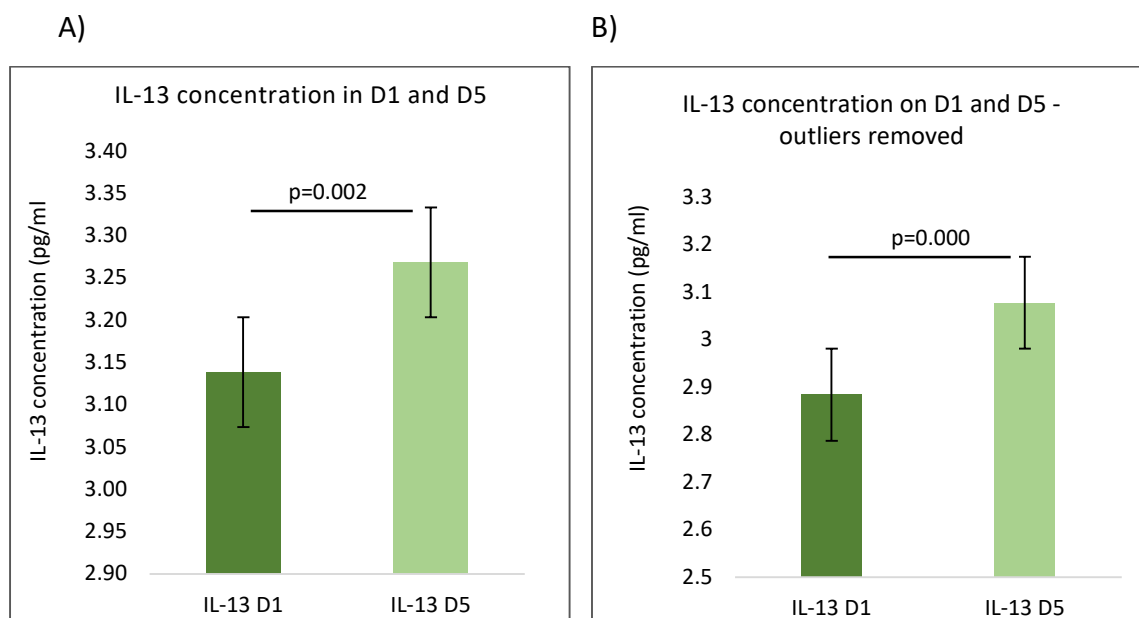 A)
IL-13 concentration in D1 and D5
IL-13 concentration (pg/ml
3.40
3.35
3.30
3.25
3.20
3.15
3.10
3.05
3.00
2.95
2.90
p=0.002
IL-13 D1
IL-13 D5
B)
IL-13 concentration on D1 and D5 -
outliers removed
IL-13 concentration (pg/ml)
3.3
3.2
3.1
3
2.9
2.8
2.7
2.6
2.5
p=0.000
IL-13 D1
IL-13 D5